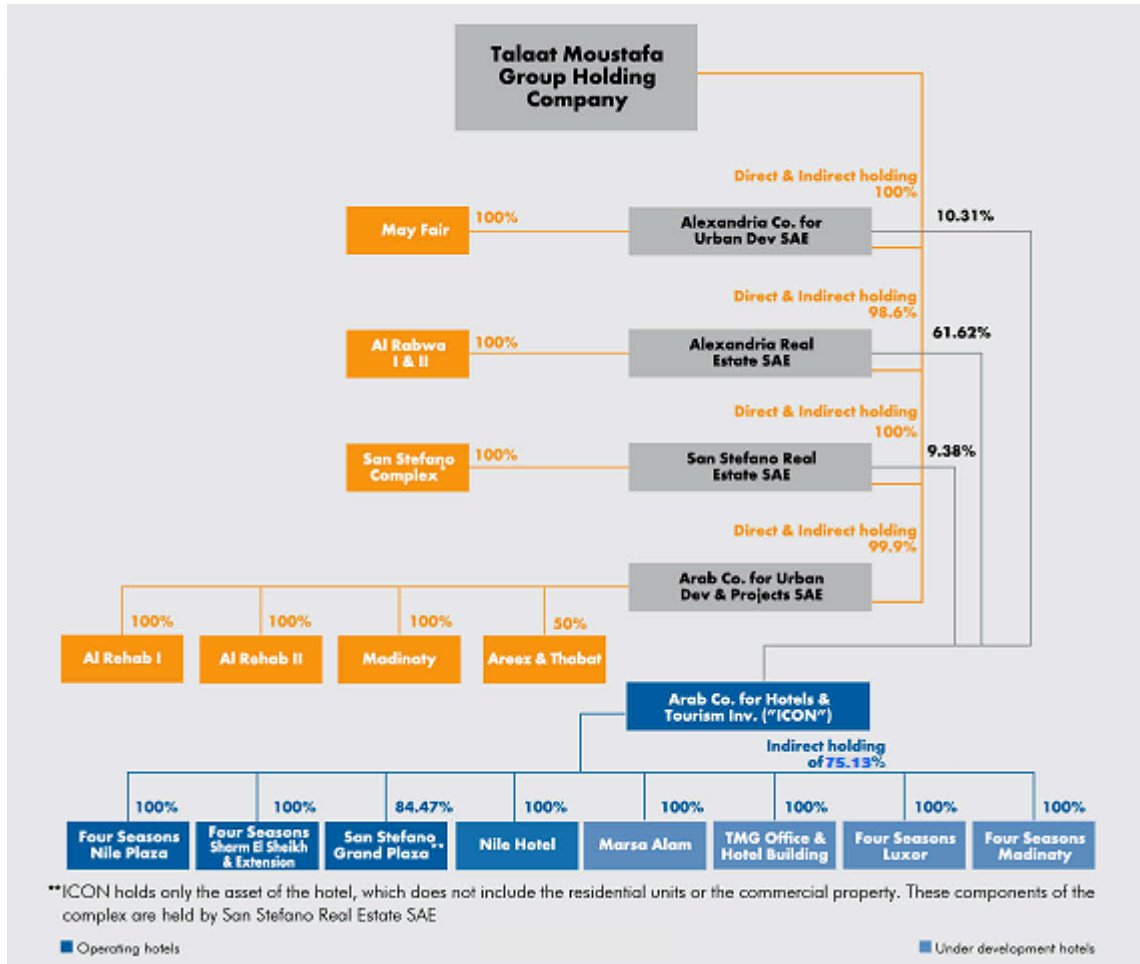 Talaat Moustafa
Group Holding
Company
Direct & Indirect holding
100%
10.31%
May Fair
100%
Alexandria Co. for
Urban Dev SAE
Direct & Indirect holding
98.6%
61.62%
Al Rabwa
I & II
100%
Alexandria Real
Estate SAE
Direct & Indirect holding
100%
9.38%
San Stefano
Complex*
100%
San Stefano Real
Estate SAE
Direct & Indirect holding
99.9%
Arab Co. for Urban
Dev & Projects SAE
100%
100%
100%
50%
Al Rehab I
Al Rehab II
Madinaty
Areez & Thabat
Arab Co. for Hotels &
Tourism Inv. ("ICON")
Indirect holding
of 75.13%
100%
100%
84.47%
100%
100%
100%
100%
100%
Four Seasons
Nile Plaza
Four Seasons
Sharm El Sheikh
& Extension
San Stefano
Grand Plaza**
Nile Hotel
Marsa Alam
TMG Office &
Hotel Building
Four Seasons
Luxor
Four Seasons
Madinaty
**ICON holds only the asset of the hotel, which does not include the residential units or the commercial property. These components of the
complex are held by San Stefano Real Estate SAE
Operating hotels
Under development hotels